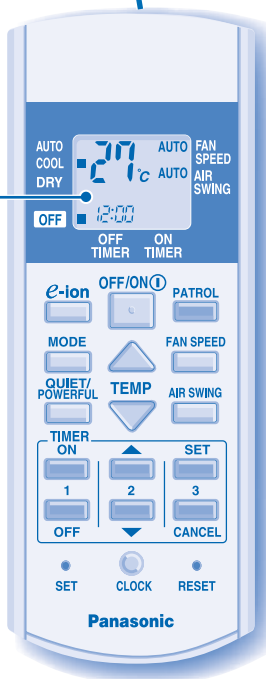 AUTO
COOL
DRY
OFF
27°C
AUTO FAN SPEED
AUTO AIR SWING
12:00
OFF TIMER
ON TIMER
e-ion
OFF/ON
PATROL
MODE
FAN SPEED
QUIET/
POWERFUL
TEMP
AIR SWING
TIMER
ON
SET
1
2
3
OFF
CANCEL
SET
CLOCK
RESET
Panasonic